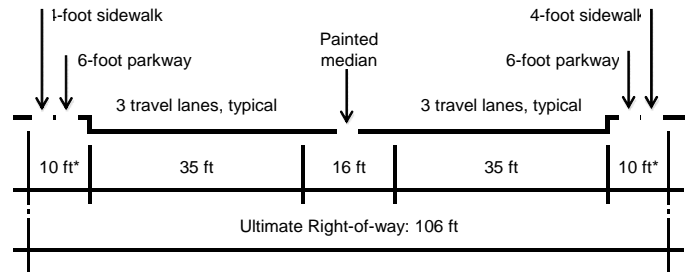 4-foot sidewalk
4-foot sidewalk
6-foot parkway
Painted
median
6-foot parkway
3 travel lanes, typical
3 travel lanes, typical
10 ft*
35 ft
16 ft
35 ft
10 ft*
Ultimate Right-of-way: 106 ft